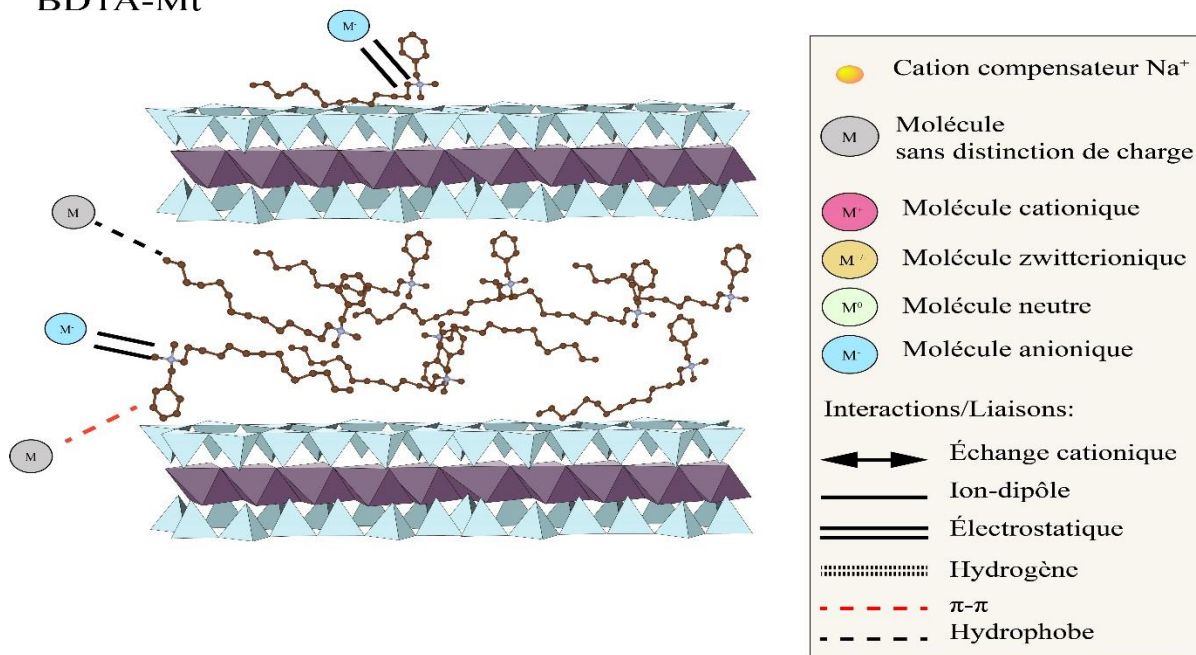 BDTA-Mt
M-
M
M-
M
Cation compensateur Na⁺
M
Molécule
sans distinction de charge
M⁺
Molécule cationique
M⁻/
Molécule zwitterionique
M⁰
Molécule neutre
M-
Molécule anionique
Interactions/Liaisons:
Échange cationique
Ion-dipôle
Électrostatique
Hydrogène
π-π
Hydrophobe